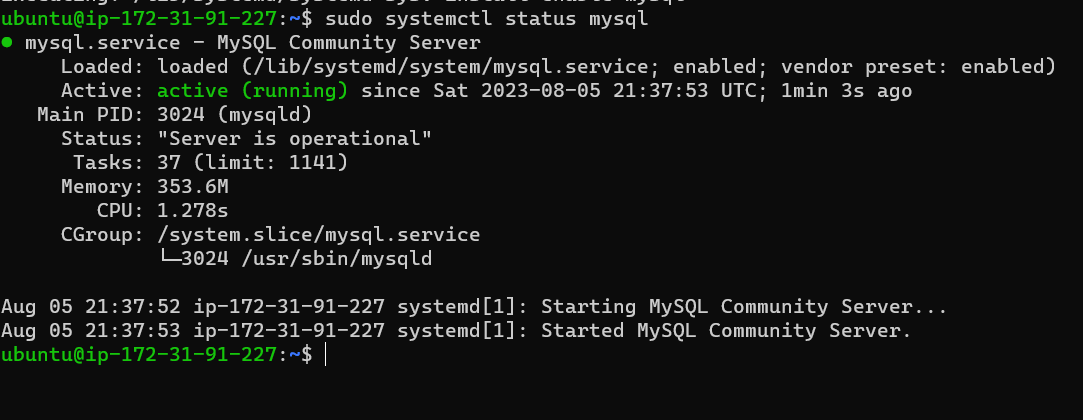 ubuntu@ip-172-31-91-227:~$ sudo systemctl status mysql
● mysql.service - MySQL Community Server
     Loaded: loaded (/lib/systemd/system/mysql.service; enabled; vendor preset: enabled)
     Active: active (running) since Sat 2023-08-05 21:37:53 UTC; 1min 3s ago
   Main PID: 3024 (mysqld)
     Status: "Server is operational"
      Tasks: 37 (limit: 1141)
     Memory: 353.6M
        CPU: 1.278s
     CGroup: /system.slice/mysql.service
             └─3024 /usr/sbin/mysqld

Aug 05 21:37:52 ip-172-31-91-227 systemd[1]: Starting MySQL Community Server...
Aug 05 21:37:53 ip-172-31-91-227 systemd[1]: Started MySQL Community Server.
ubuntu@ip-172-31-91-227:~$